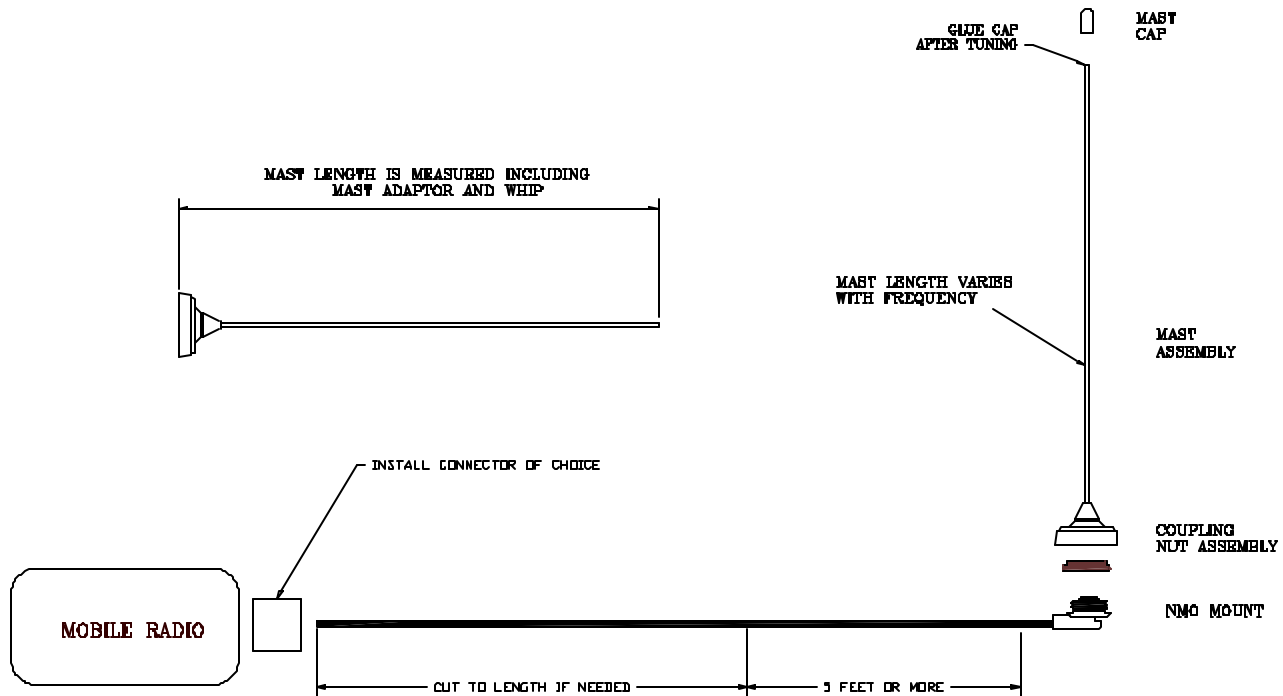 MAST
CAP
GLUE CAP
AFTER TUNING
MAST LENGTH IS MEASURED INCLUDING
MAST ADAPTOR AND WHIP
MAST LENGTH VARIES
WITH FREQUENCY
MAST
ASSEMBLY
INSTALL CONNECTOR OF CHOICE
COUPLING
NUT ASSEMBLY
NMO MOUNT
MOBILE RADIO
CUT TO LENGTH IF NEEDED
FEET OR MORE